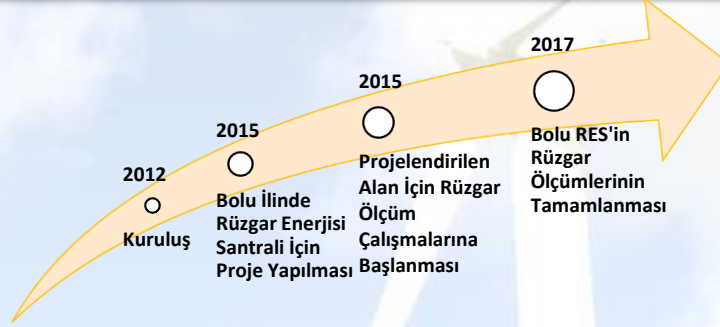 2012
Kuruluş
2015
Bolu İlinde
Rüzgar Enerjisi
Santrali İçin
Proje Yapılması
2015
Projelendirilen
Alan İçin Rüzgar
Ölçüm
Çalışmalarına
Başlanması
2017
Bolu RES'in
Rüzgar
Ölçümlerinin
Tamamlanması